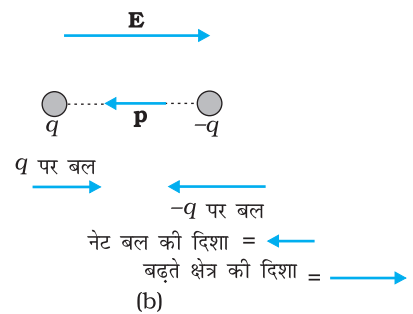 E
q
p
–q
q पर बल
–q पर बल
नेट बल की दिशा =
बढ़ते क्षेत्र की दिशा =
(b)